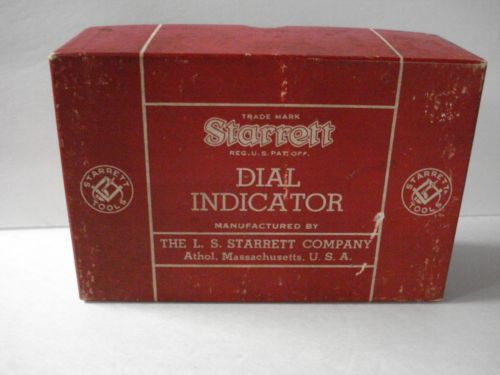 TRADE MARK
Starrett
REG. U.S. PAT. OFF.
DIAL
INDICATOR
MANUFACTURED BY
THE L. S. STARRETT COMPANY
Athol, Massachusetts, U. S. A.
STARRETT
TOOLS
STARRETT
TOOLS